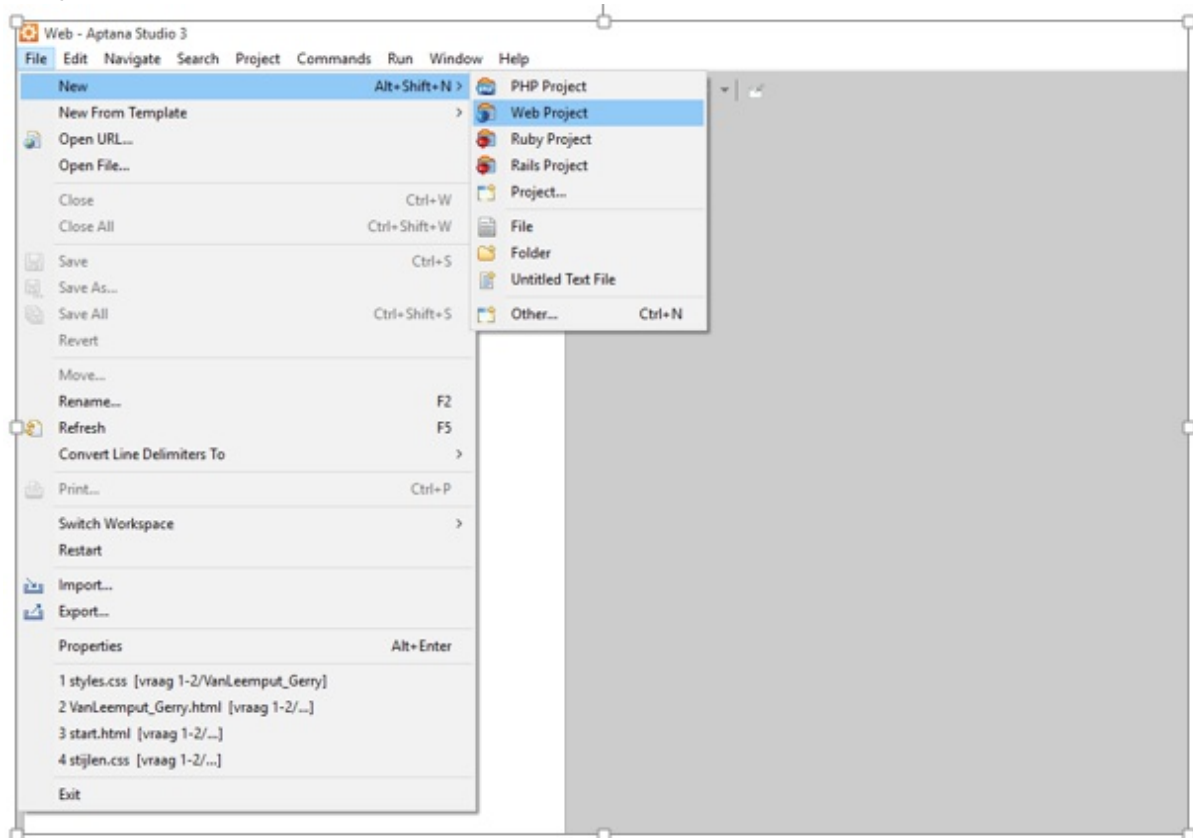 Web - Aptana Studio 3
File Edit Navigate Search Project Commands Run Window Help
New Alt+Shift+N >
New From Template >
Open URL...
Open File...
Close Ctrl+W
Close All Ctrl+Shift+W
Save Ctrl+S
Save As...
Save All Ctrl+Shift+S
Revert
Move...
Rename... F2
Refresh F5
Convert Line Delimiters To >
Print... Ctrl+P
Switch Workspace >
Restart
Import...
Export...
Properties Alt+Enter
1 styles.css [vraag 1-2/VanLeemput_Gerry]
2 VanLeemput_Gerry.html [vraag 1-2/...]
3 start.html [vraag 1-2/...]
4 stijlen.css [vraag 1-2/...]
Exit
PHP Project
Web Project
Ruby Project
Rails Project
Project...
File
Folder
Untitled Text File
Other... Ctrl+N